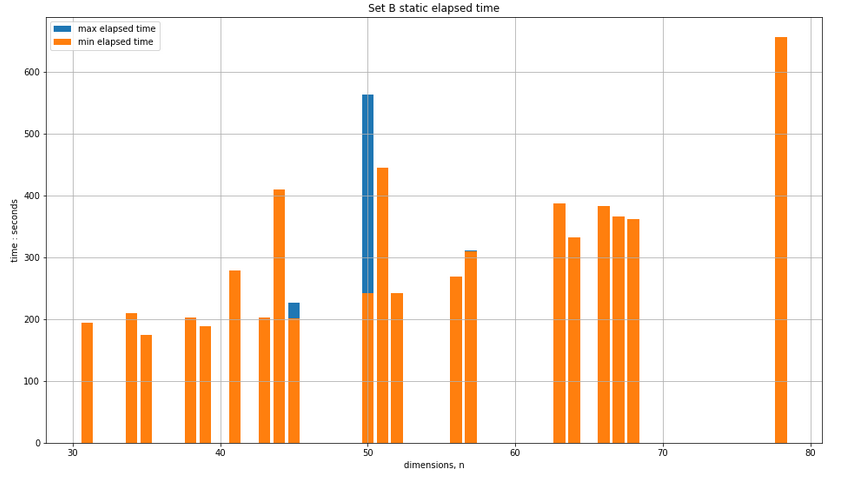 Set B static elapsed time
max elapsed time
min elapsed time
600
500
400
300
200
100
0
time : seconds
30 40 50 60 70 80
dimensions, n